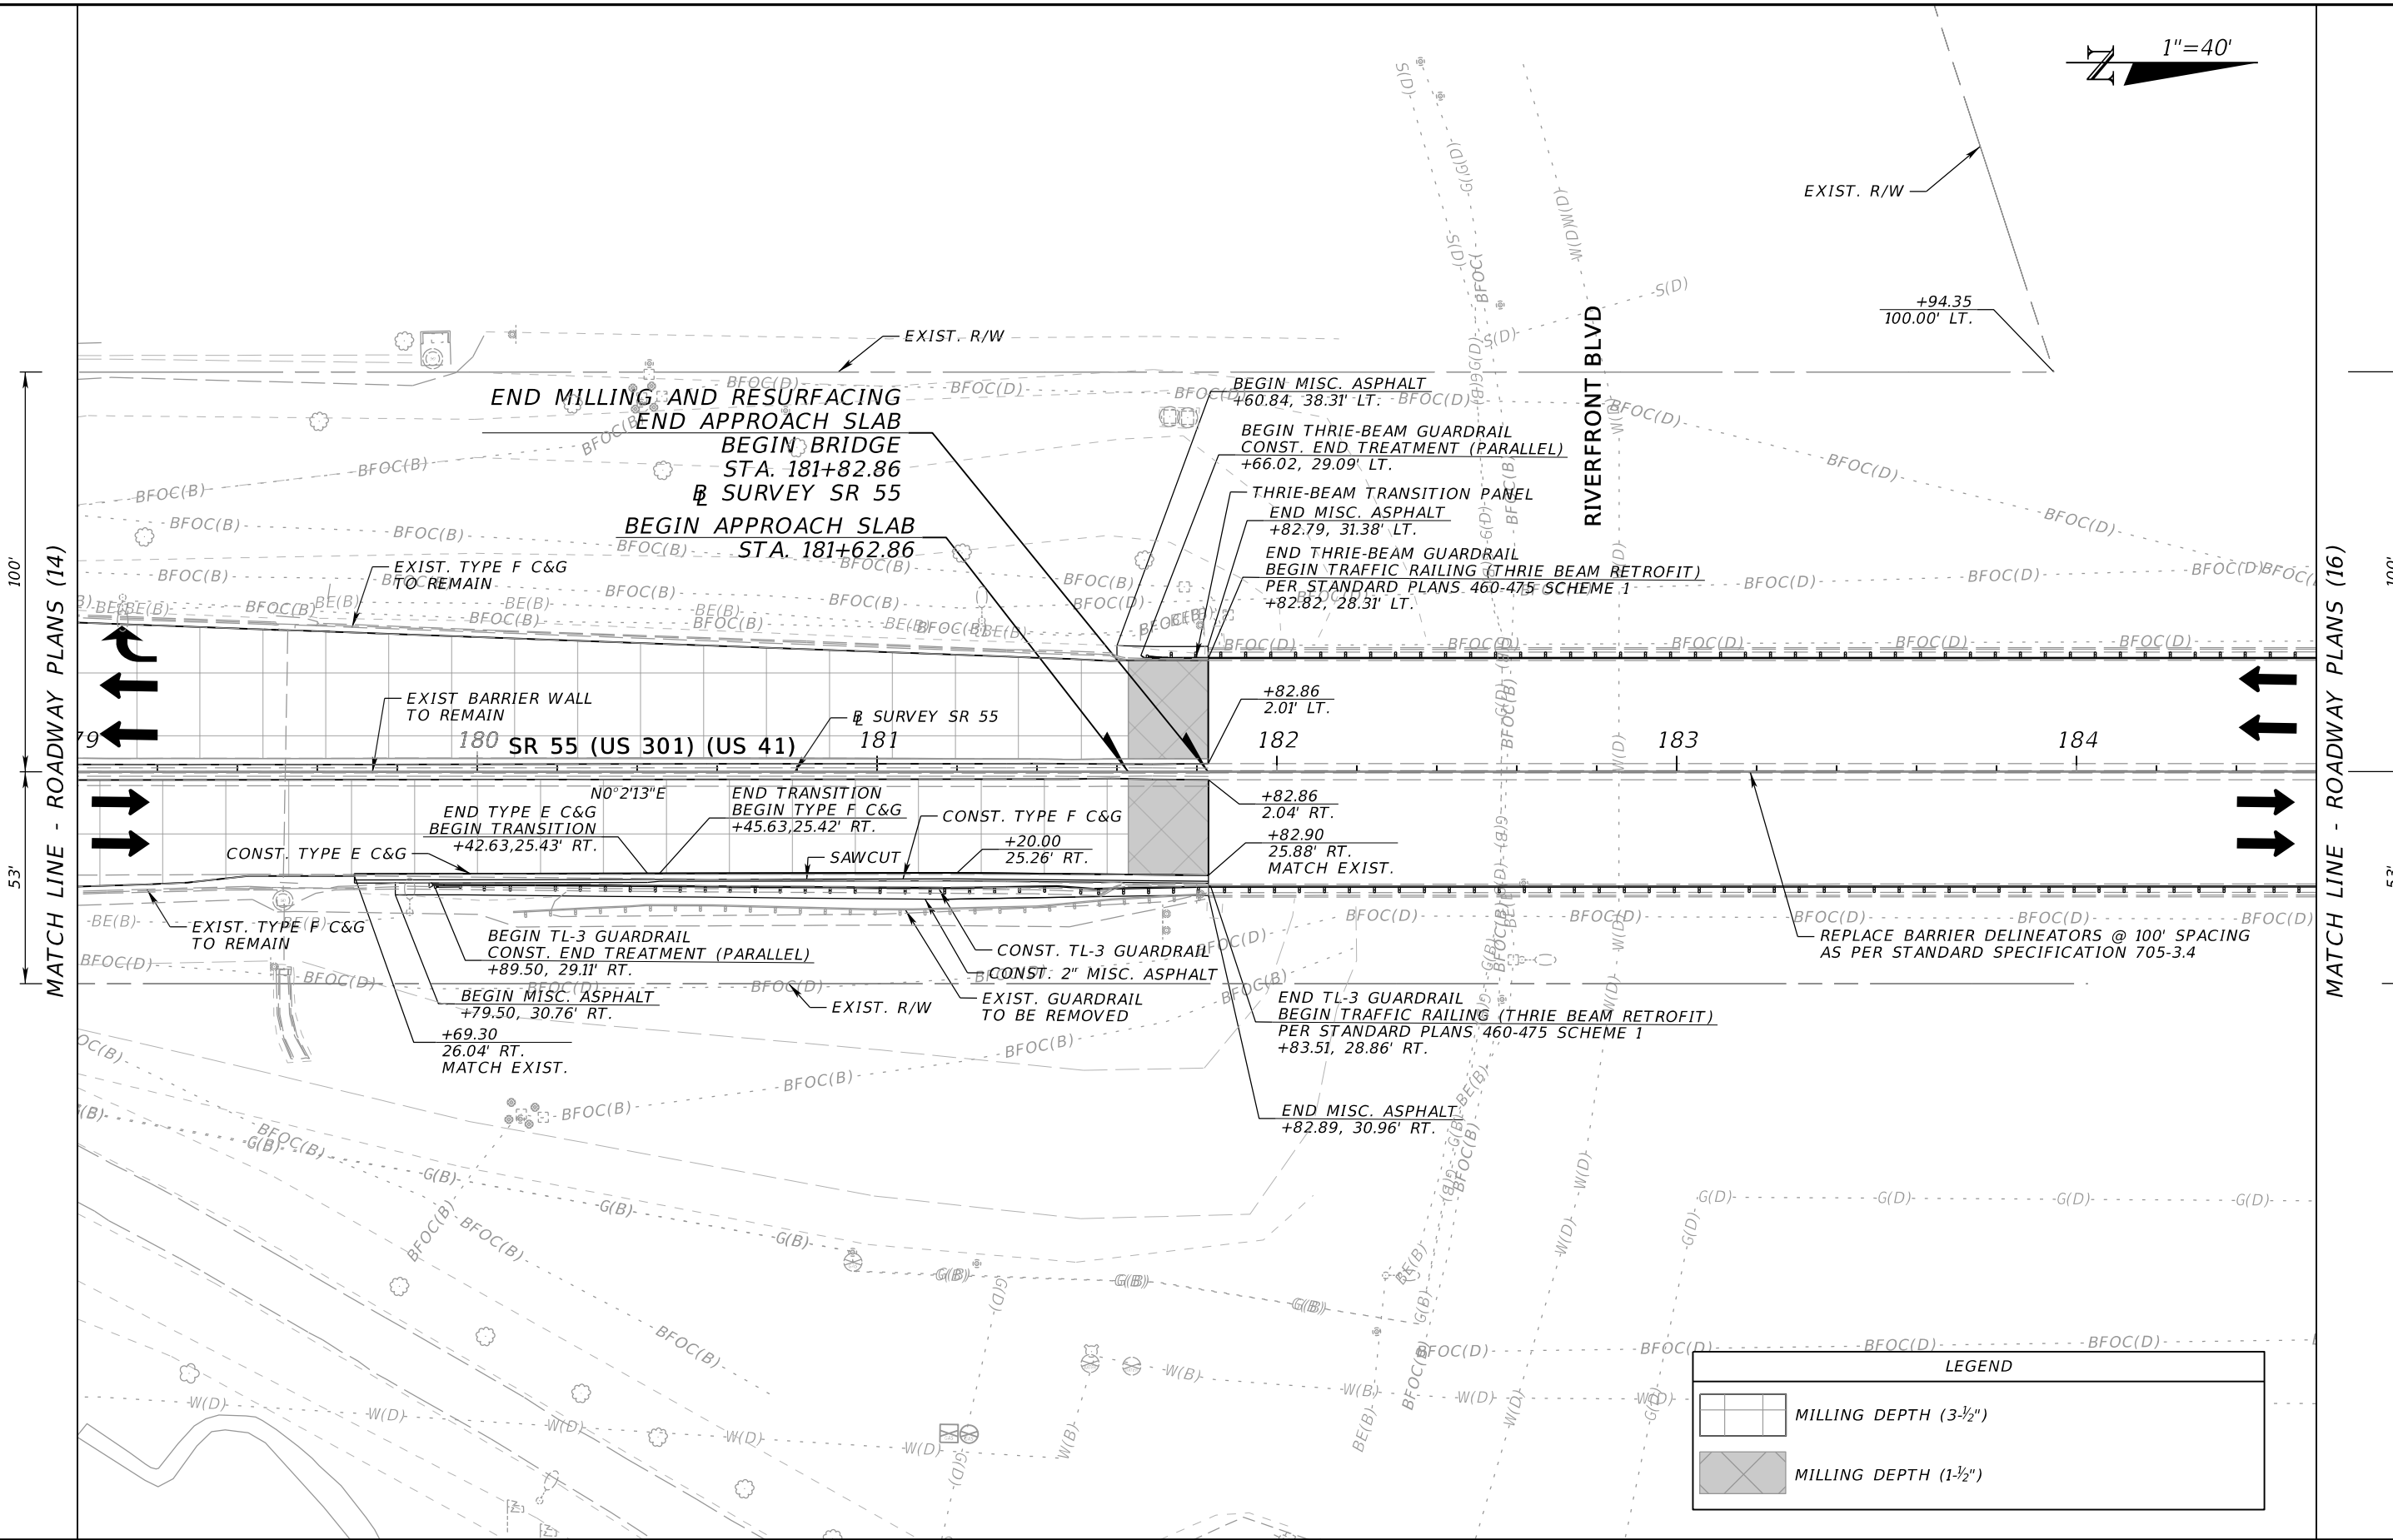 1"=40'
N
EXIST. R/W
+94.35
100.00' LT.
EXIST. R/W
RIVERFRONT BLVD
END MILLING AND RESURFACING
END APPROACH SLAB
BEGIN BRIDGE
STA. 181+82.86
BL SURVEY SR 55
BEGIN APPROACH SLAB
STA. 181+62.86
BEGIN MISC. ASPHALT
+60.84, 38.31' LT.
BEGIN THRIE-BEAM GUARDRAIL
CONST. END TREATMENT (PARALLEL)
+66.02, 29.09' LT.
THRIE-BEAM TRANSITION PANEL
END MISC. ASPHALT
+82.79, 31.38' LT.
END THRIE-BEAM GUARDRAIL
BEGIN TRAFFIC RAILING (THRIE BEAM RETROFIT)
PER STANDARD PLANS 460-475 SCHEME 1
+82.82, 28.31' LT.
EXIST. TYPE F C&G
TO REMAIN
100'
MATCH LINE - ROADWAY PLANS (14)
53'
MATCH LINE - ROADWAY PLANS (16)
100'
53'
EXIST BARRIER WALL
TO REMAIN
BL SURVEY SR 55
+82.86
2.01' LT.
79
180
SR 55 (US 301) (US 41)
181
182
183
184
N0°2'13"E
END TYPE E C&G
BEGIN TRANSITION
+42.63,25.43' RT.
END TRANSITION
BEGIN TYPE F C&G
+45.63,25.42' RT.
CONST. TYPE F C&G
+20.00
25.26' RT.
+82.86
2.04' RT.
+82.90
25.88' RT.
MATCH EXIST.
CONST. TYPE E C&G
SAWCUT
EXIST. TYPE F C&G
TO REMAIN
BEGIN TL-3 GUARDRAIL
CONST. END TREATMENT (PARALLEL)
+89.50, 29.11' RT.
BEGIN MISC. ASPHALT
+79.50, 30.76' RT.
+69.30
26.04' RT.
MATCH EXIST.
EXIST. R/W
CONST. TL-3 GUARDRAIL
CONST. 2" MISC. ASPHALT
EXIST. GUARDRAIL
TO BE REMOVED
REPLACE BARRIER DELINEATORS @ 100' SPACING
AS PER STANDARD SPECIFICATION 705-3.4
END TL-3 GUARDRAIL
BEGIN TRAFFIC RAILING (THRIE BEAM RETROFIT)
PER STANDARD PLANS 460-475 SCHEME 1
+83.51, 28.86' RT.
END MISC. ASPHALT
+82.89, 30.96' RT.
BFOC(B)
BFOC(D)
BE(B)
G(B)
G(D)
W(B)
W(D)
S(D)
LEGEND
MILLING DEPTH (3-½")
MILLING DEPTH (1-½")